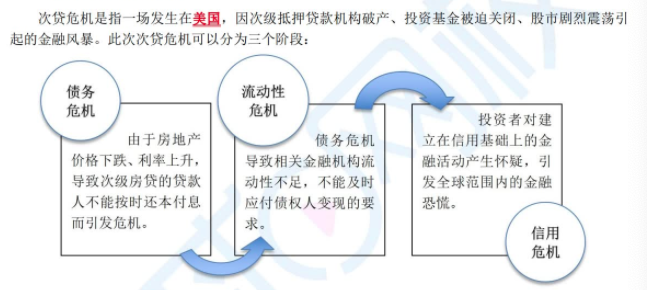 次贷危机是指一场发生在美国，因次级抵押贷款机构破产、投资基金被迫关闭、股市剧烈震荡引
起的金融风暴。此次次贷危机可以分为三个阶段：
债务
危机
由于房地产
价格下跌、利率上升，
导致次级房贷的贷款
人不能按时还本付息
而引发危机。
流动性
危机
债务危机
导致相关金融机构流
动性不足，不能及时
应付债权人变现的要
求。
投资者对建
立在信用基础上的金
融活动产生怀疑，引
发全球范围内的金融
恐慌。
信用
危机